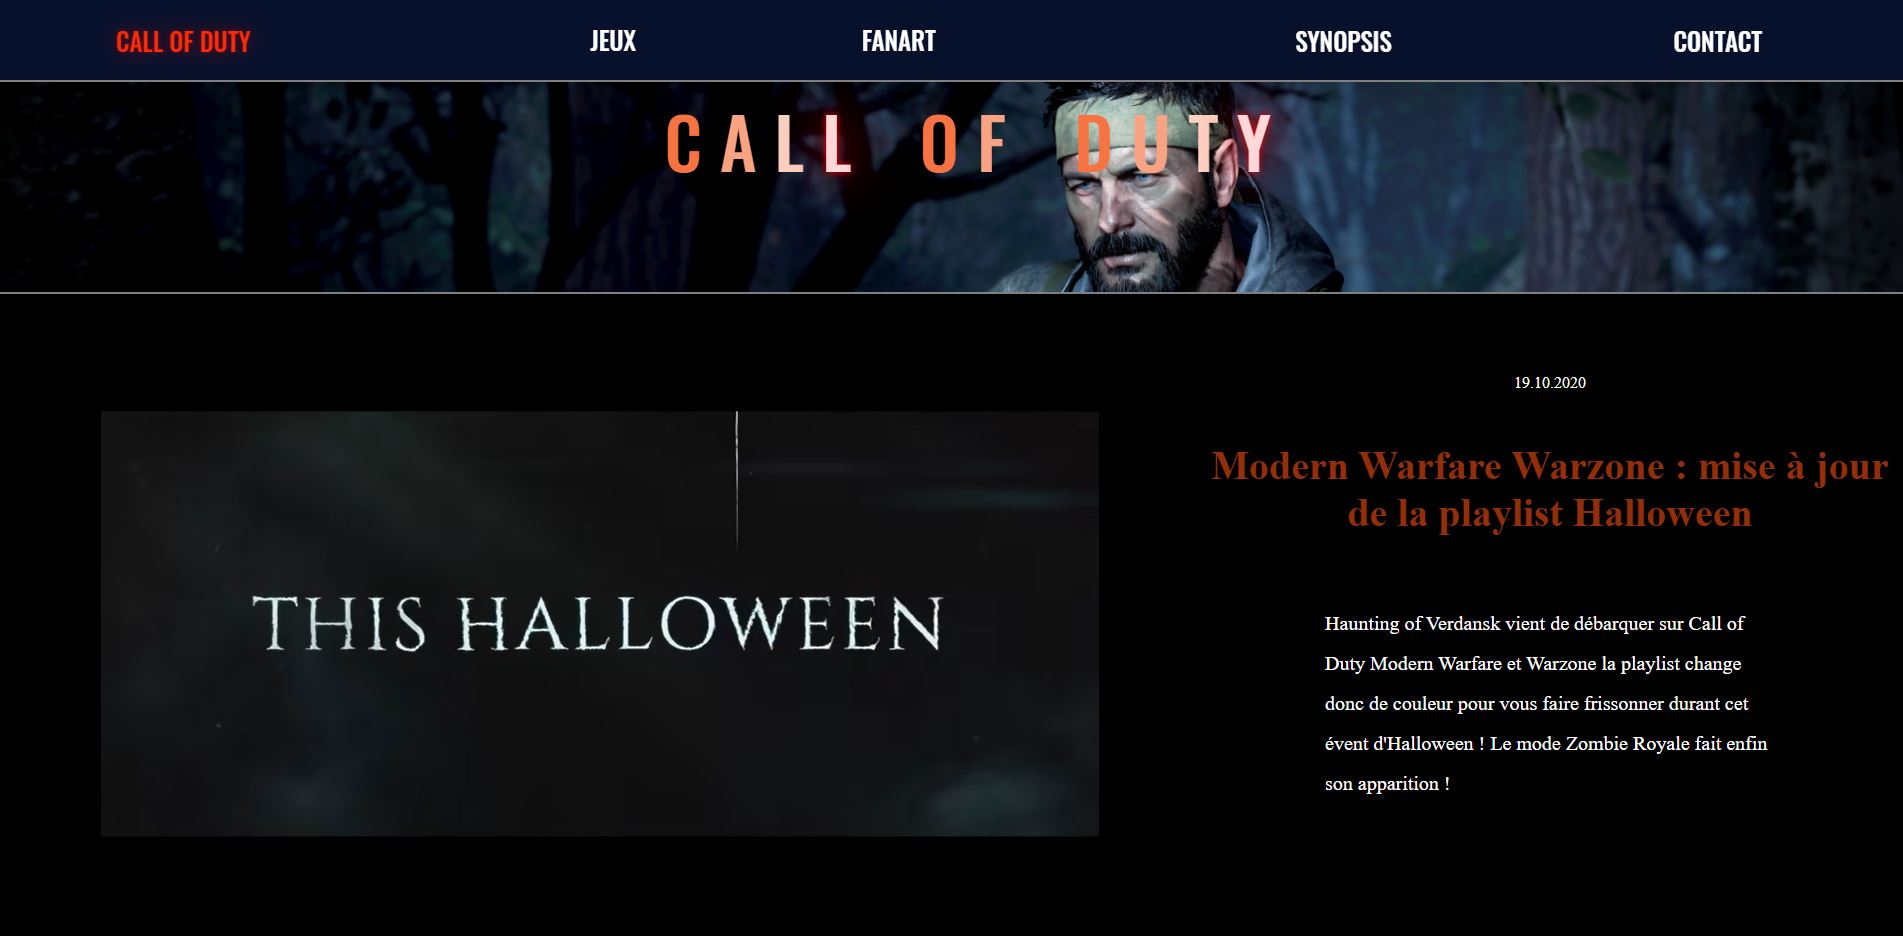 CALL OF DUTY JEUX FANART SYNOPSIS CONTACT
CALL OF DUTY
19.10.2020
Modern Warfare Warzone : mise à jour
de la playlist Halloween
THIS HALLOWEEN
Haunting of Verdansk vient de débarquer sur Call of
Duty Modern Warfare et Warzone la playlist change
donc de couleur pour vous faire frissonner durant cet
évent d'Halloween ! Le mode Zombie Royale fait enfin
son apparition !